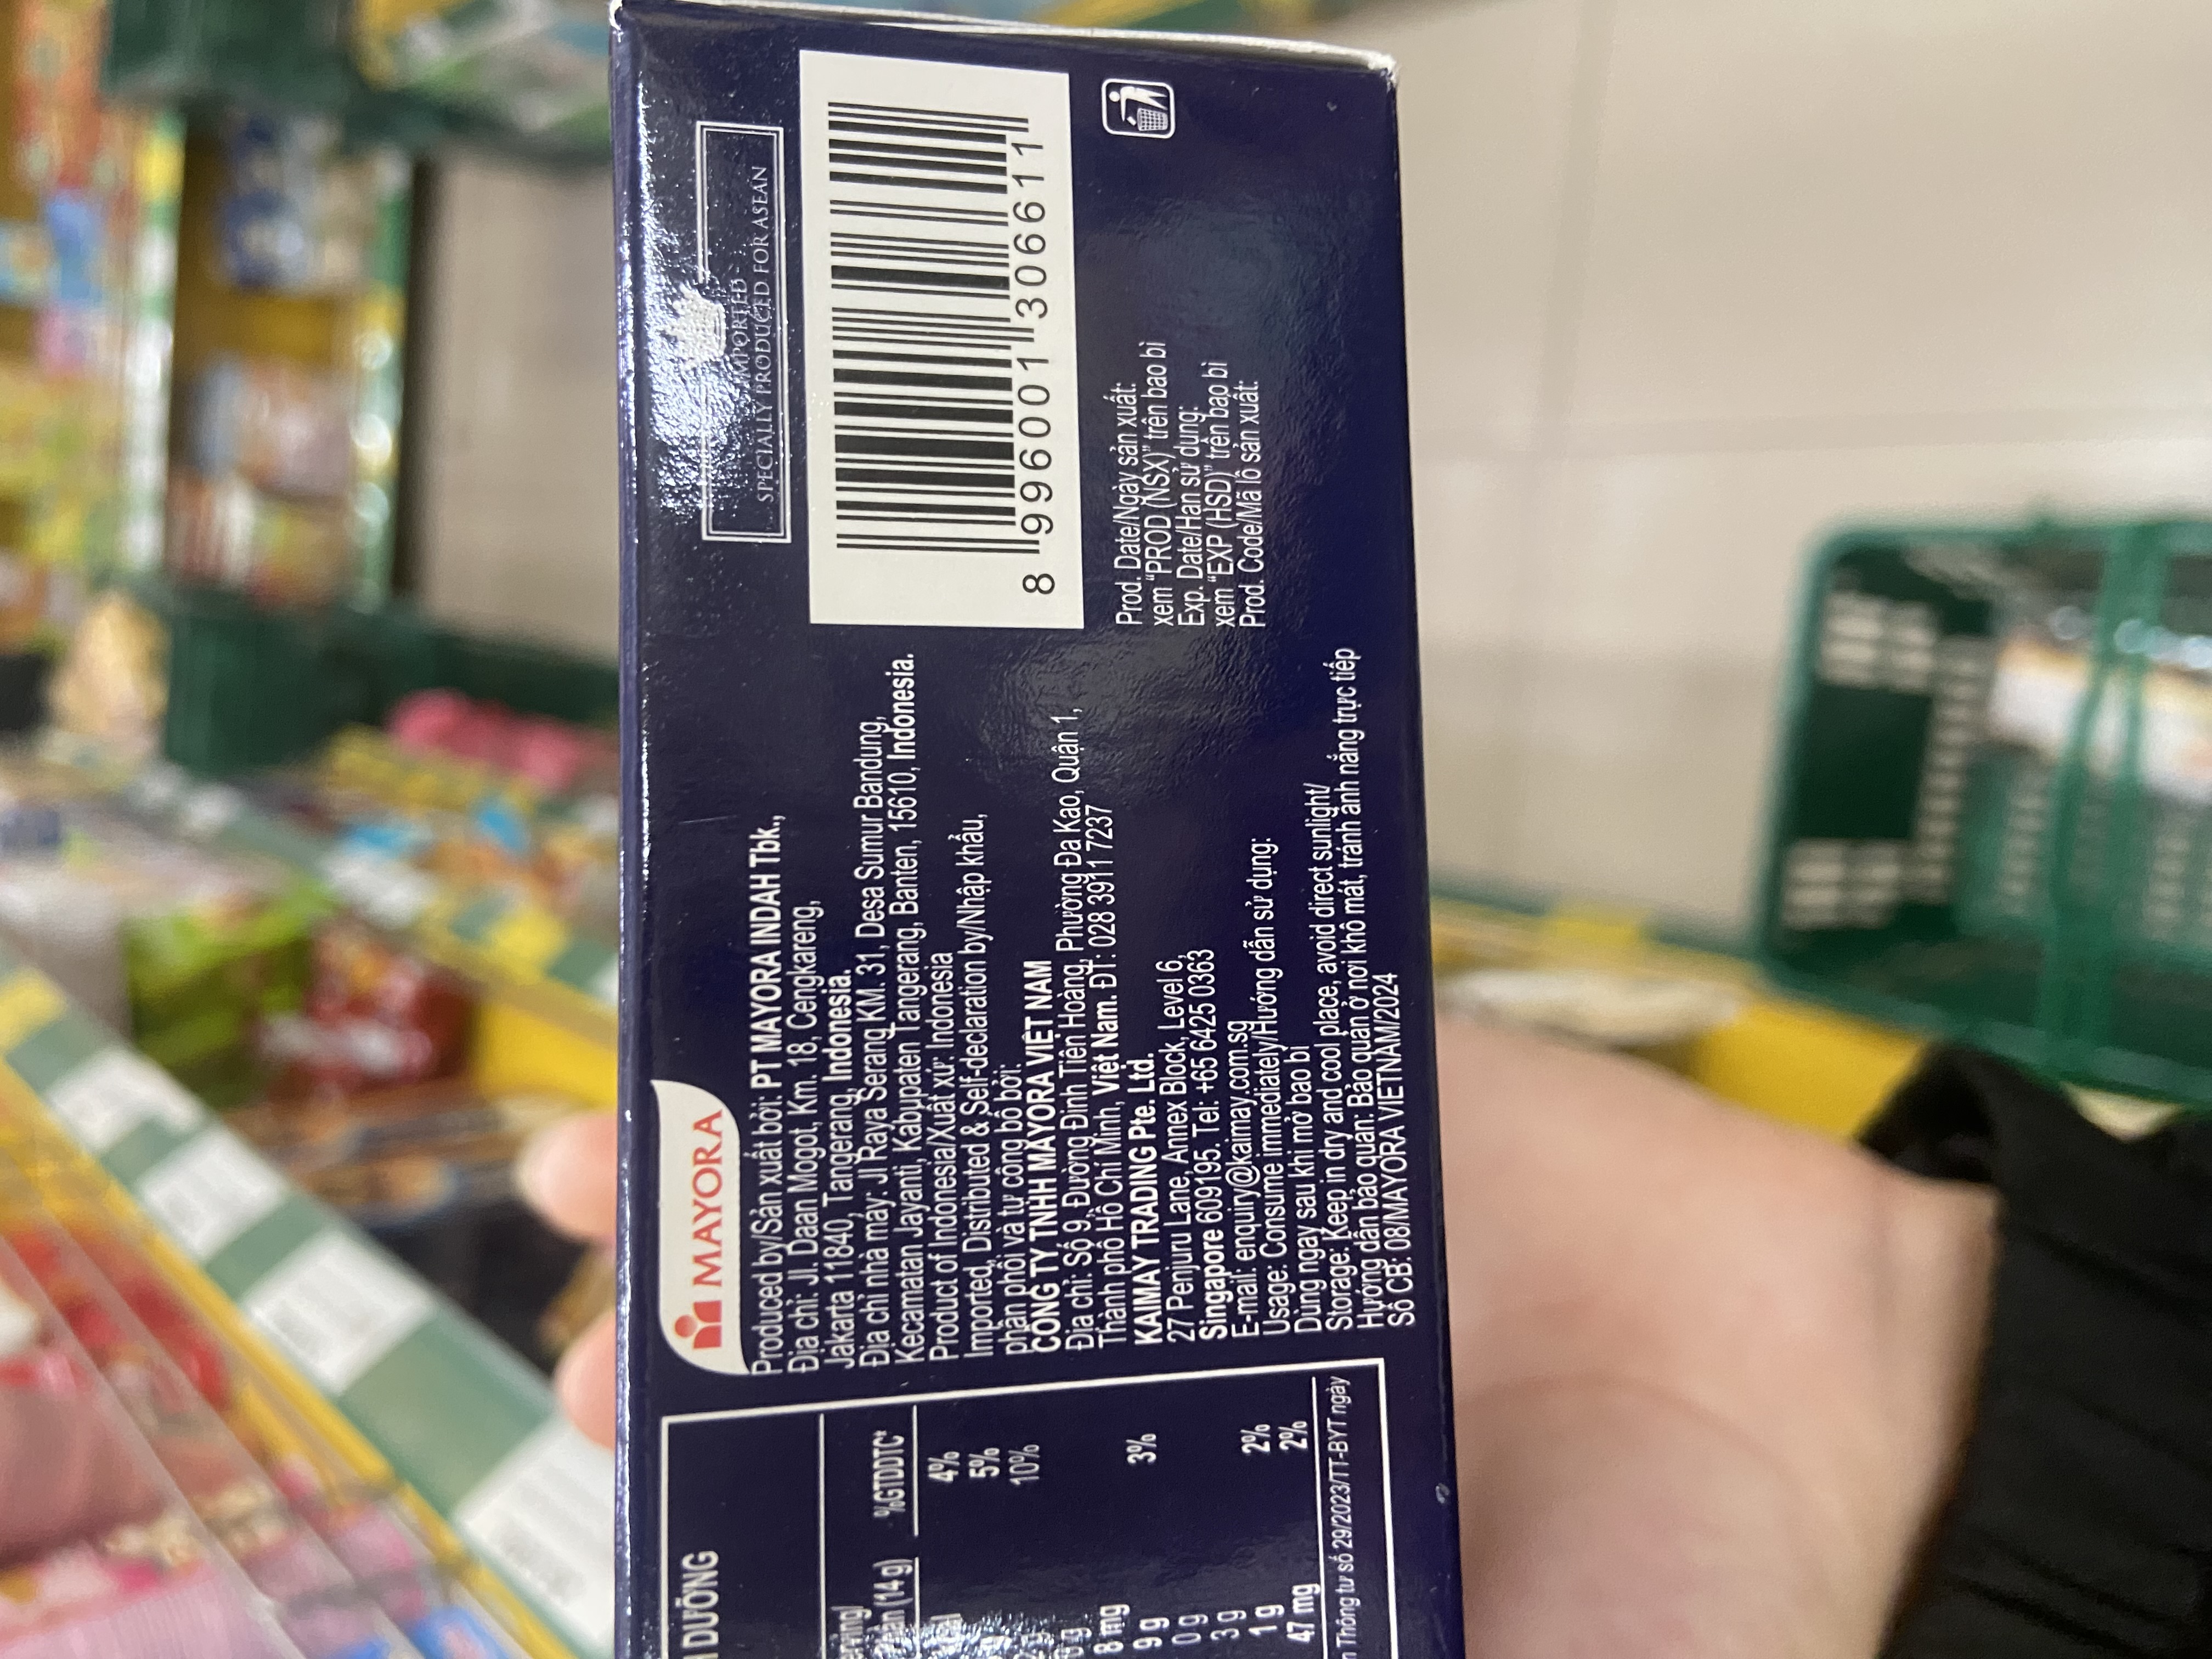 DƯỠNG
(14 g) %GTDDTC*
4%
5%
10%
8 mg
9 g 3%
0 g
3 g
1 g 2%
47 mg 2%
Thông tư số 29/2023/TT-BYT ngày
MAYORA
Produced by/Sản xuất bởi: PT MAYORA INDAH Tbk.,
Địa chỉ: Jl. Daan Mogot, Km. 18, Cengkareng,
Jakarta 11840, Tangerang, Indonesia.
Địa chỉ nhà máy: Jl Raya Serang KM. 31, Desa Sumur Bandung,
Kecamatan Jayanti, Kabupaten Tangerang, Banten, 15610, Indonesia.
Product of Indonesia/Xuất xứ: Indonesia
Imported, Distributed & Self-declaration by/Nhập khẩu,
phân phối và tự công bố bởi:
CÔNG TY TNHH MAYORA VIỆT NAM
Địa chỉ: Số 9, Đường Đinh Tiên Hoàng, Phường Đa Kao, Quận 1,
Thành phố Hồ Chí Minh, Việt Nam. ĐT: 028 3911 7237
KAIMAY TRADING Pte. Ltd.
27 Penjuru Lane, Annex Block, Level 6,
Singapore 609195. Tel: +65 6425 0363
E-mail: enquiry@kaimay.com.sg
Usage: Consume immediately/Hướng dẫn sử dụng:
Dùng ngay sau khi mở bao bì
Storage: Keep in dry and cool place, avoid direct sunlight/
Hướng dẫn bảo quản: Bảo quản ở nơi khô mát, tránh ánh nắng trực tiếp
Số CB: 08/MAYORA VIETNAM/2024
IMPORTED
SPECIALLY PRODUCED FOR ASEAN
8 996001 306611
Prod. Date/Ngày sản xuất:
xem "PROD (NSX)" trên bao bì
Exp. Date/Hạn sử dụng:
xem "EXP (HSD)" trên bao bì
Prod. Code/Mã lô sản xuất: